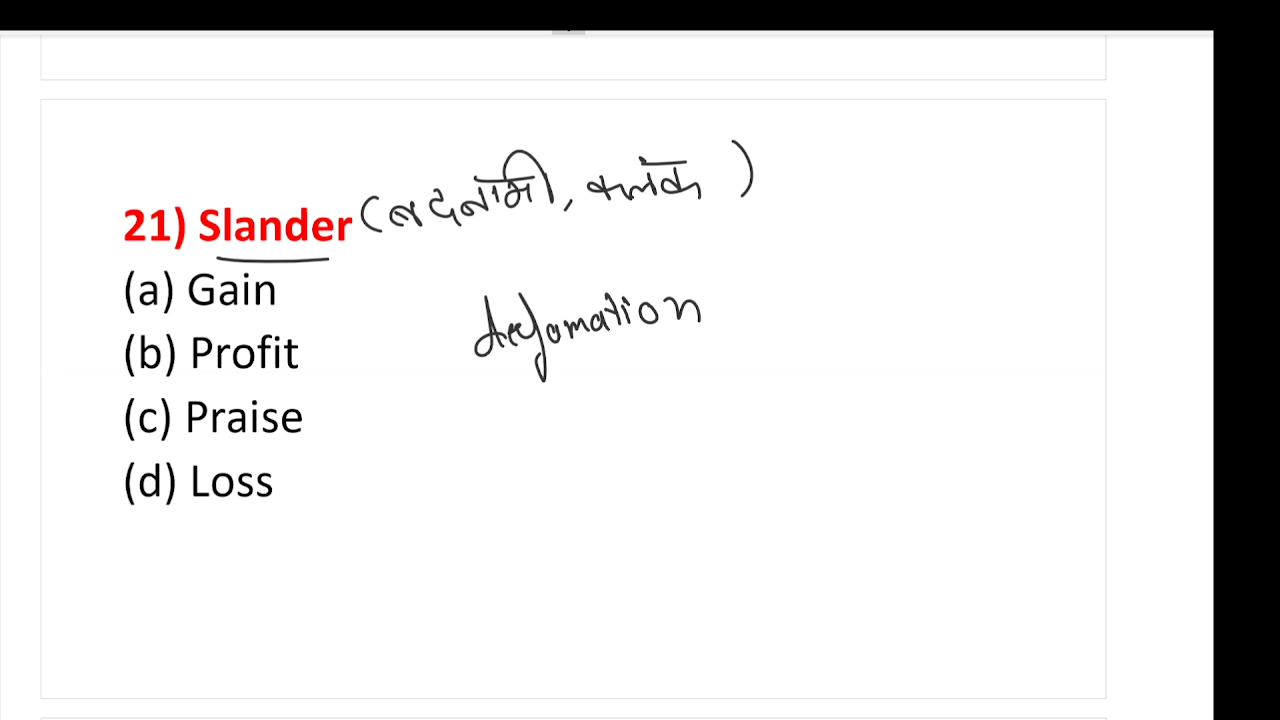 21) Slander (बदनामी, कलंक)
(a) Gain
defamation
(b) Profit
(c) Praise
(d) Loss